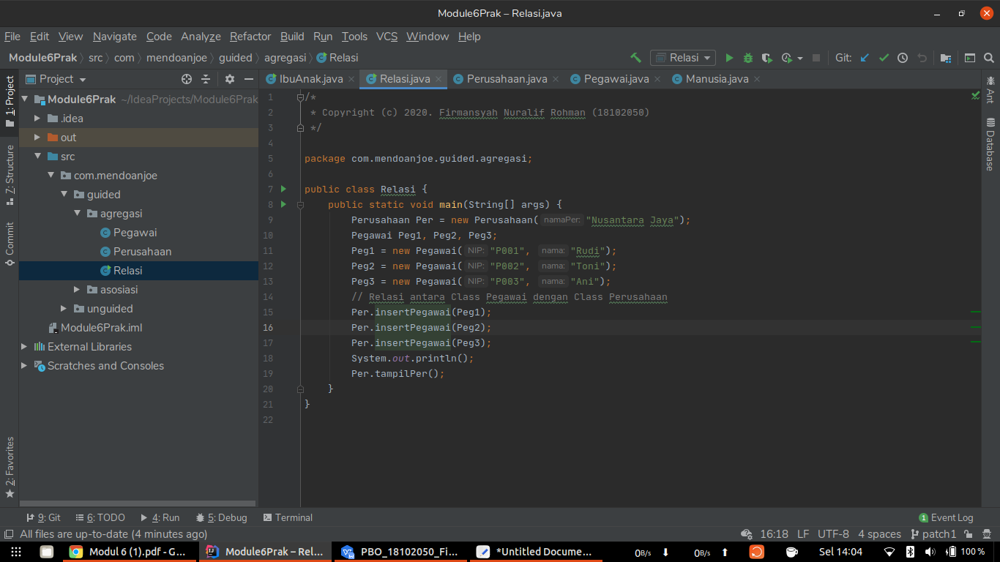 Module6Prak – Relasi.java
File Edit View Navigate Code Analyze Refactor Build Run Tools VCS Window Help
Module6Prak src com mendoanjoe guided agregasi Relasi
Relasi Git:
Project
IbuAnak.java Relasi.java Perusahaan.java Pegawai.java Manusia.java
1: Project
Z: Structure
Commit
2: Favorites
Module6Prak ~/IdeaProjects/Module6Prak
.idea
out
src
com.mendoanjoe
guided
agregasi
Pegawai
Perusahaan
Relasi
asosiasi
unguided
Module6Prak.iml
External Libraries
Scratches and Consoles
1 /*
2 * Copyright (c) 2020. Firmansyah Nuralif Rohman (18102050)
3 */
4
5 package com.mendoanjoe.guided.agregasi;
6
7 public class Relasi {
8 public static void main(String[] args) {
9 Perusahaan Per = new Perusahaan( namaPer: "Nusantara Jaya");
10 Pegawai Peg1, Peg2, Peg3;
11 Peg1 = new Pegawai( NIP: "P001", nama: "Rudi");
12 Peg2 = new Pegawai( NIP: "P002", nama: "Toni");
13 Peg3 = new Pegawai( NIP: "P003", nama: "Ani");
14 // Relasi antara Class Pegawai dengan Class Perusahaan
15 Per.insertPegawai(Peg1);
16 Per.insertPegawai(Peg2);
17 Per.insertPegawai(Peg3);
18 System.out.println();
19 Per.tampilPer();
20 }
21 }
22
Ant
Database
9: Git 6: TODO 4: Run 5: Debug Terminal 1 Event Log
All files are up-to-date (4 minutes ago) 16:18 LF UTF-8 4 spaces patch1
Modul 6 (1).pdf - G... Module6Prak – Rel... PBO_18102050_Fi... *Untitled Docume... 0B/s 0B/s Sel 14:04 100 %